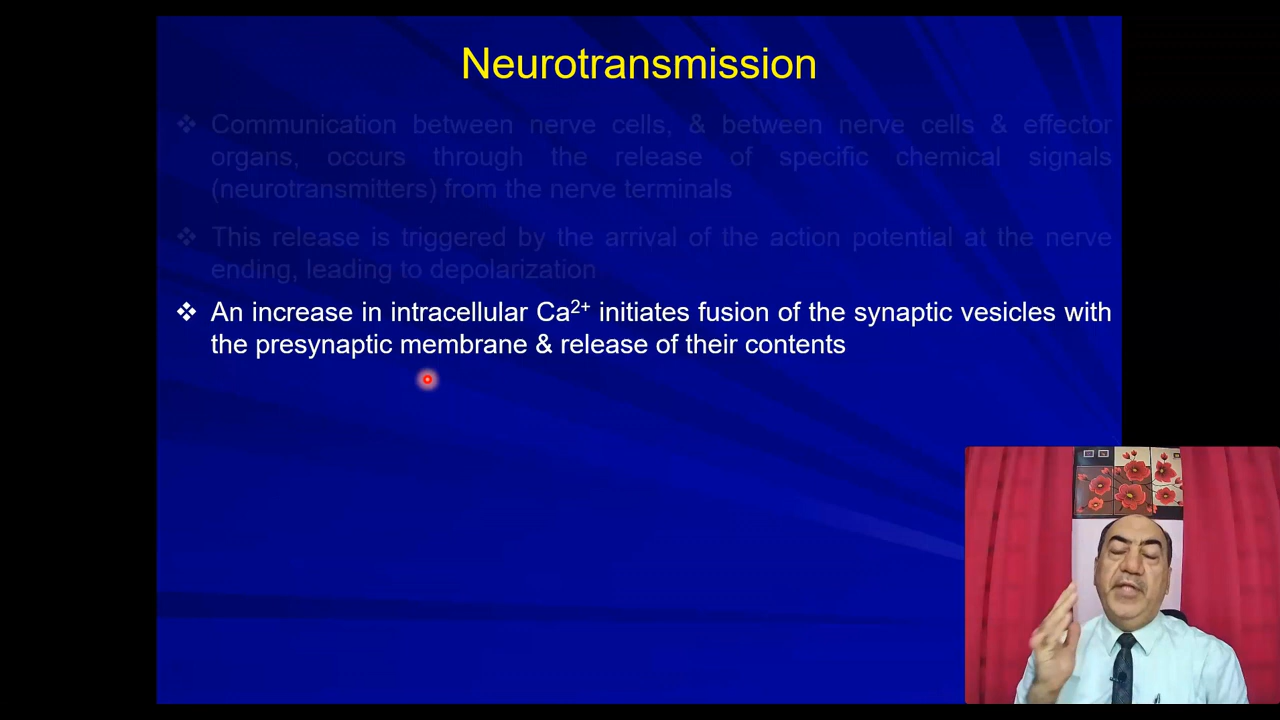 Neurotransmission
❖ Communication between nerve cells, & between nerve cells & effector
organs, occurs through the release of specific chemical signals
(neurotransmitters) from the nerve terminals
❖ This release is triggered by the arrival of the action potential at the nerve
ending, leading to depolarization
❖ An increase in intracellular Ca²⁺ initiates fusion of the synaptic vesicles with
the presynaptic membrane & release of their contents